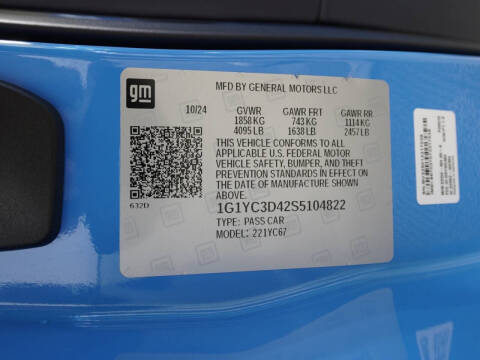 gm
MFD BY GENERAL MOTORS LLC
10/24 GVWR GAWR FRT GAWR RR
1858 KG 743 KG 1114 KG
4095 LB 1638 LB 2457 LB
THIS VEHICLE CONFORMS TO ALL
APPLICABLE U.S. FEDERAL MOTOR
VEHICLE SAFETY, BUMPER, AND THEFT
PREVENTION STANDARDS IN EFFECT
ON THE DATE OF MANUFACTURE SHOWN
ABOVE.
632D
1G1YC3D42S5104822
TYPE: PASS CAR
MODEL: 221YC67